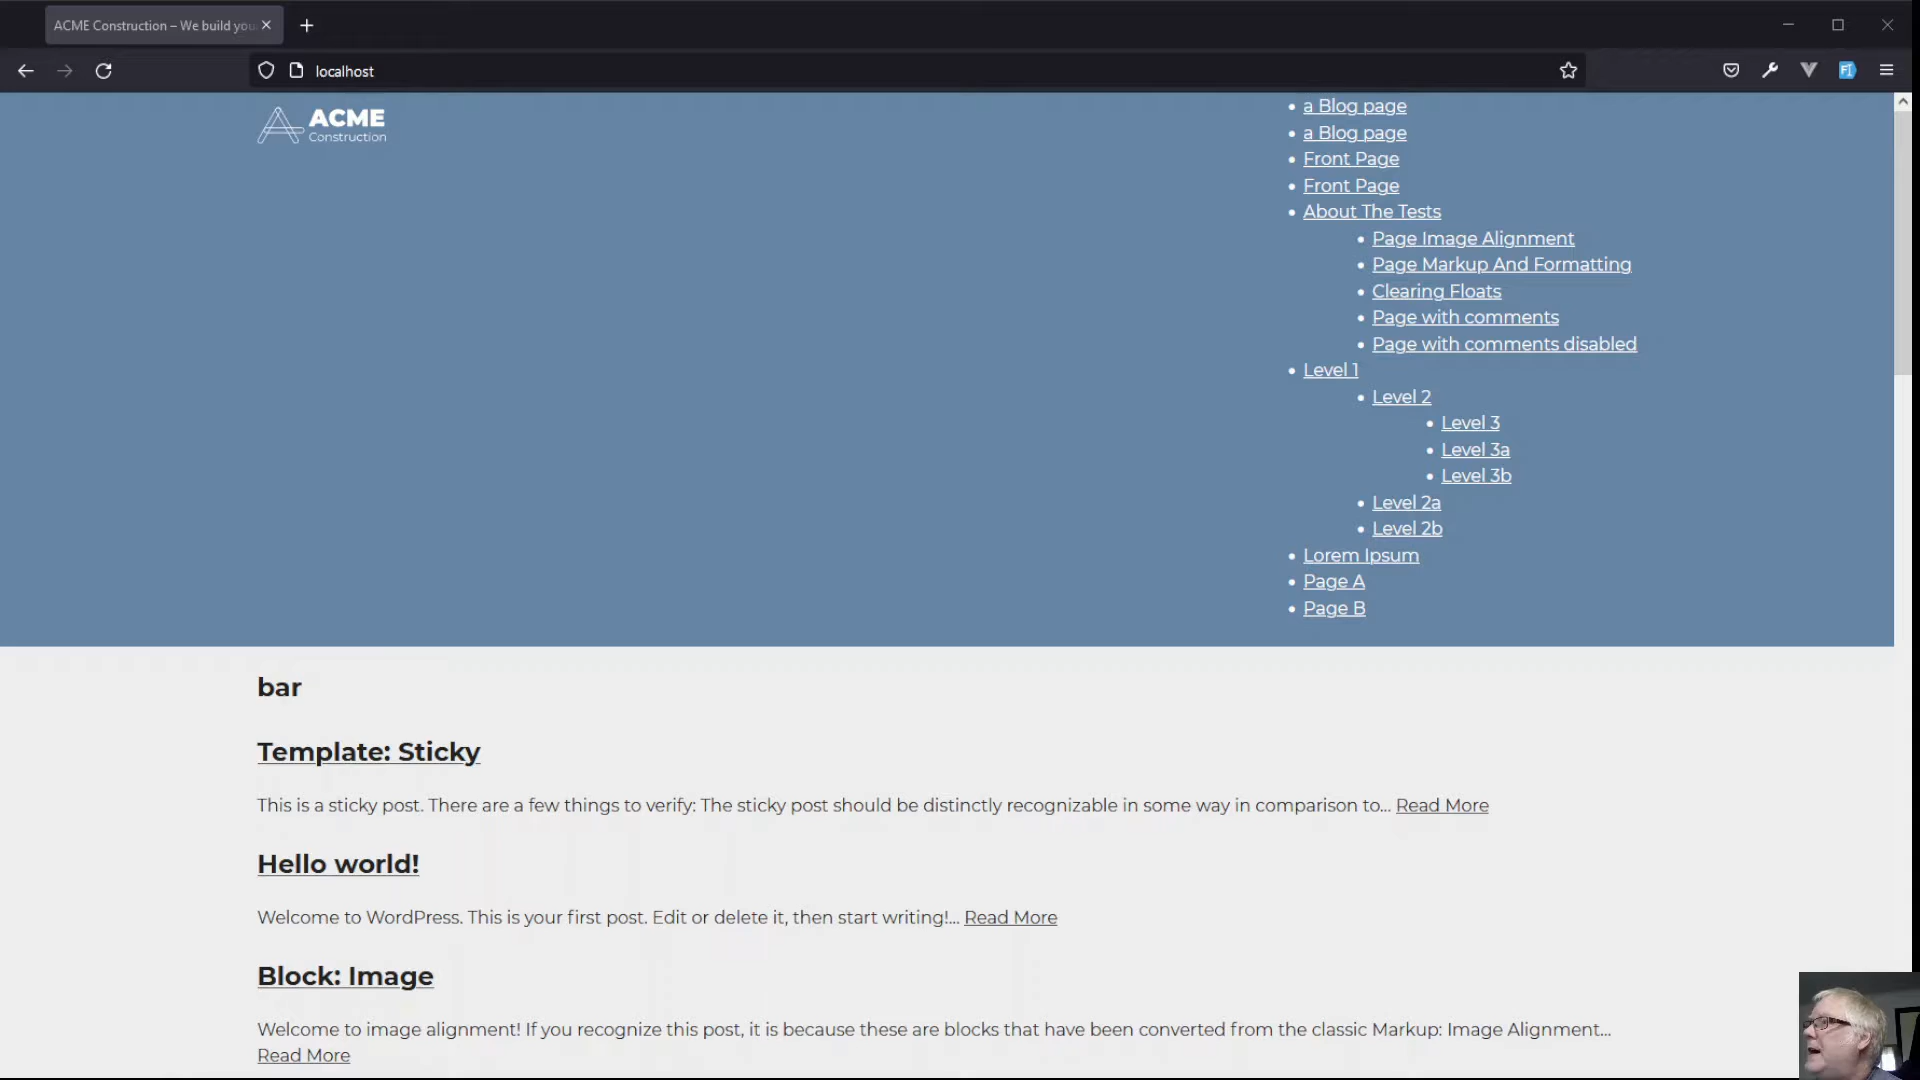 ACME Construction – We build you
localhost
ACME
Construction
a Blog page
a Blog page
Front Page
Front Page
About The Tests
Page Image Alignment
Page Markup And Formatting
Clearing Floats
Page with comments
Page with comments disabled
Level 1
Level 2
Level 3
Level 3a
Level 3b
Level 2a
Level 2b
Lorem Ipsum
Page A
Page B
bar
Template: Sticky
This is a sticky post. There are a few things to verify: The sticky post should be distinctly recognizable in some way in comparison to... Read More
Hello world!
Welcome to WordPress. This is your first post. Edit or delete it, then start writing!... Read More
Block: Image
Welcome to image alignment! If you recognize this post, it is because these are blocks that have been converted from the classic Markup: Image Alignment...
Read More